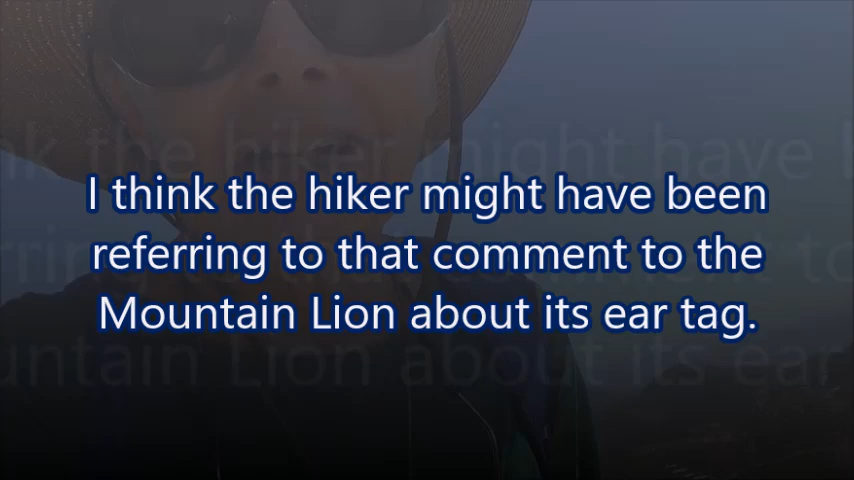 I think the hiker might have been
referring to that comment to the
Mountain Lion about its ear tag.